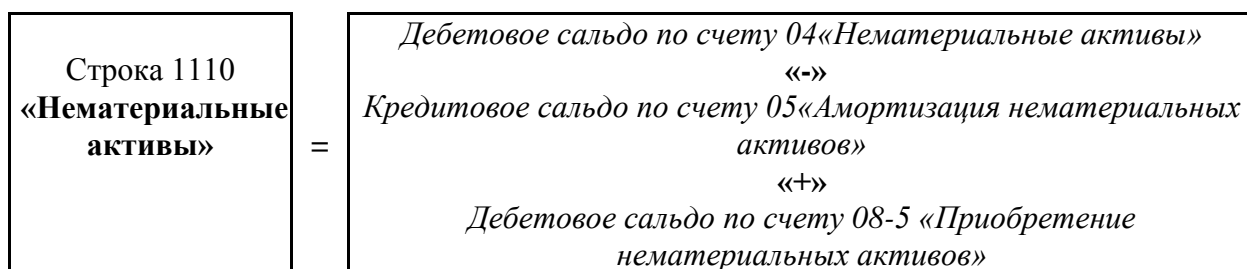 Строка 1110
«Нематериальные
активы»
=
Дебетовое сальдо по счету 04«Нематериальные активы»
«-»
Кредитовое сальдо по счету 05«Амортизация нематериальных
активов»
«+»
Дебетовое сальдо по счету 08-5 «Приобретение
нематериальных активов»